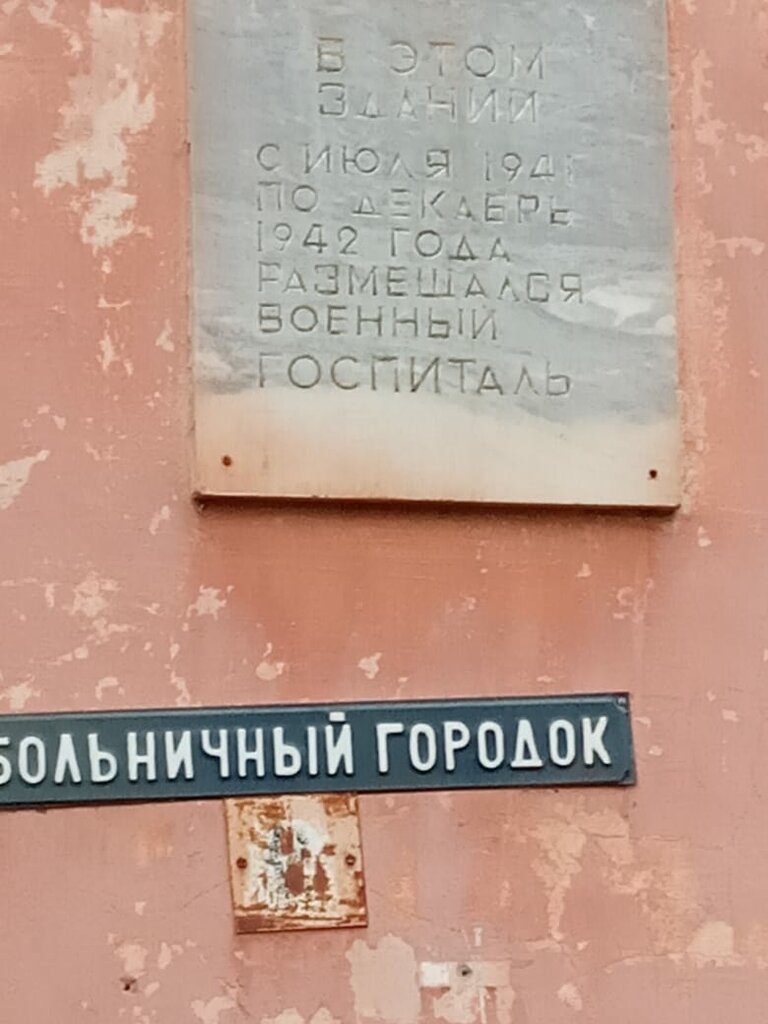 В ЭТОМ
ЗДАНИИ
С ИЮЛЯ 1941
ПО ДЕКАБРЬ
1942 ГОДА
РАЗМЕЩАЛСЯ
ВОЕННЫЙ
ГОСПИТАЛЬ
БОЛЬНИЧНЫЙ ГОРОДОК